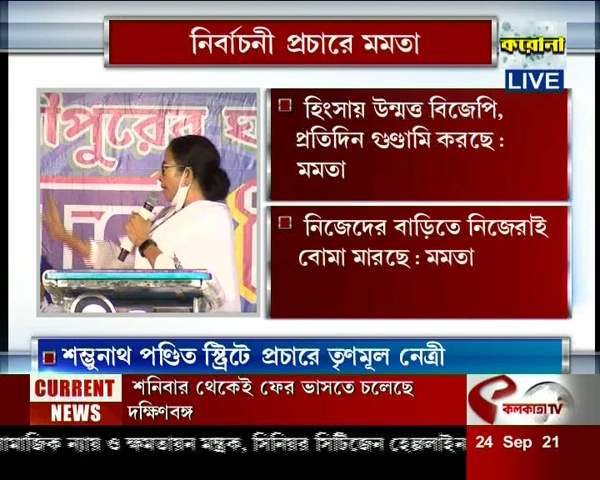 নির্বাচনী প্রচারে মমতা
করোনা
LIVE
হিংসায় উন্মত্ত বিজেপি,
প্রতিদিন গুণ্ডামি করছে :
মমতা
নিজেদের বাড়িতে নিজেরাই
বোমা মারছে : মমতা
শম্ভুনাথ পণ্ডিত স্ট্রিটে প্রচারে তৃণমূল নেত্রী
CURRENT
NEWS
শনিবার থেকেই ফের ভাসতে চলেছে
দক্ষিণবঙ্গ
কলকাতা TV
ন্যায় ও ক্ষমতায়ন মন্ত্রক, সিনিয়র সিটিজেন হেল্পলাইন
24 Sep 21